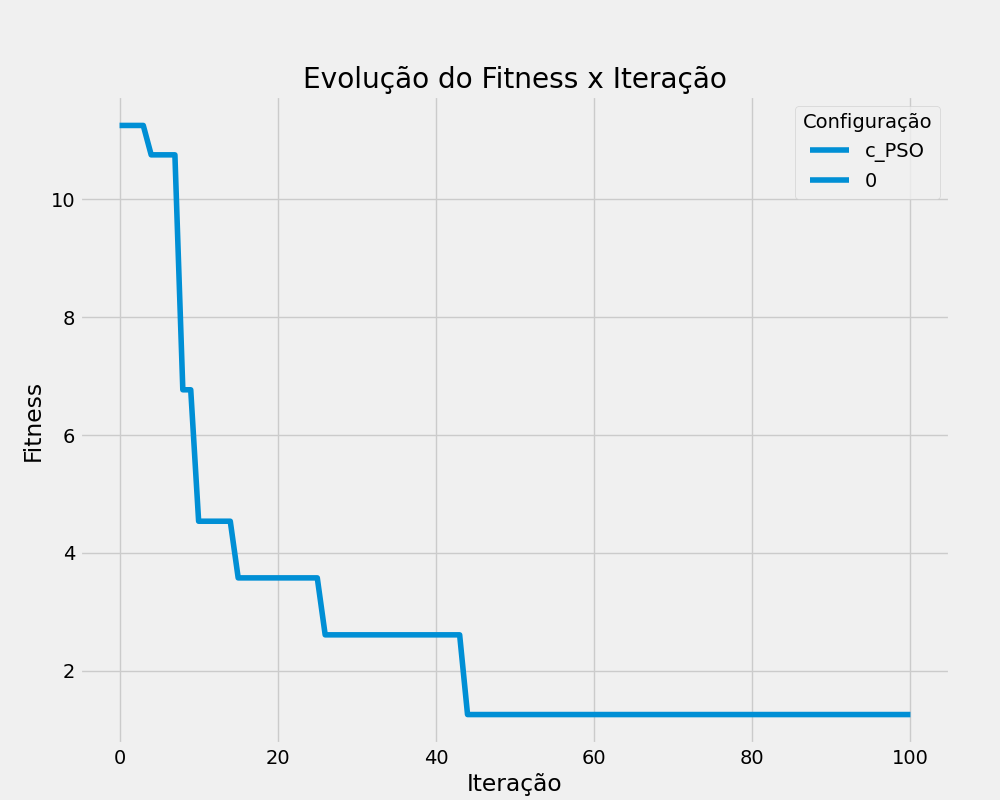 Evolução do Fitness x Iteração
Configuração
c_PSO
0
10
8
6
4
2
Fitness
0 20 40 60 80 100
Iteração